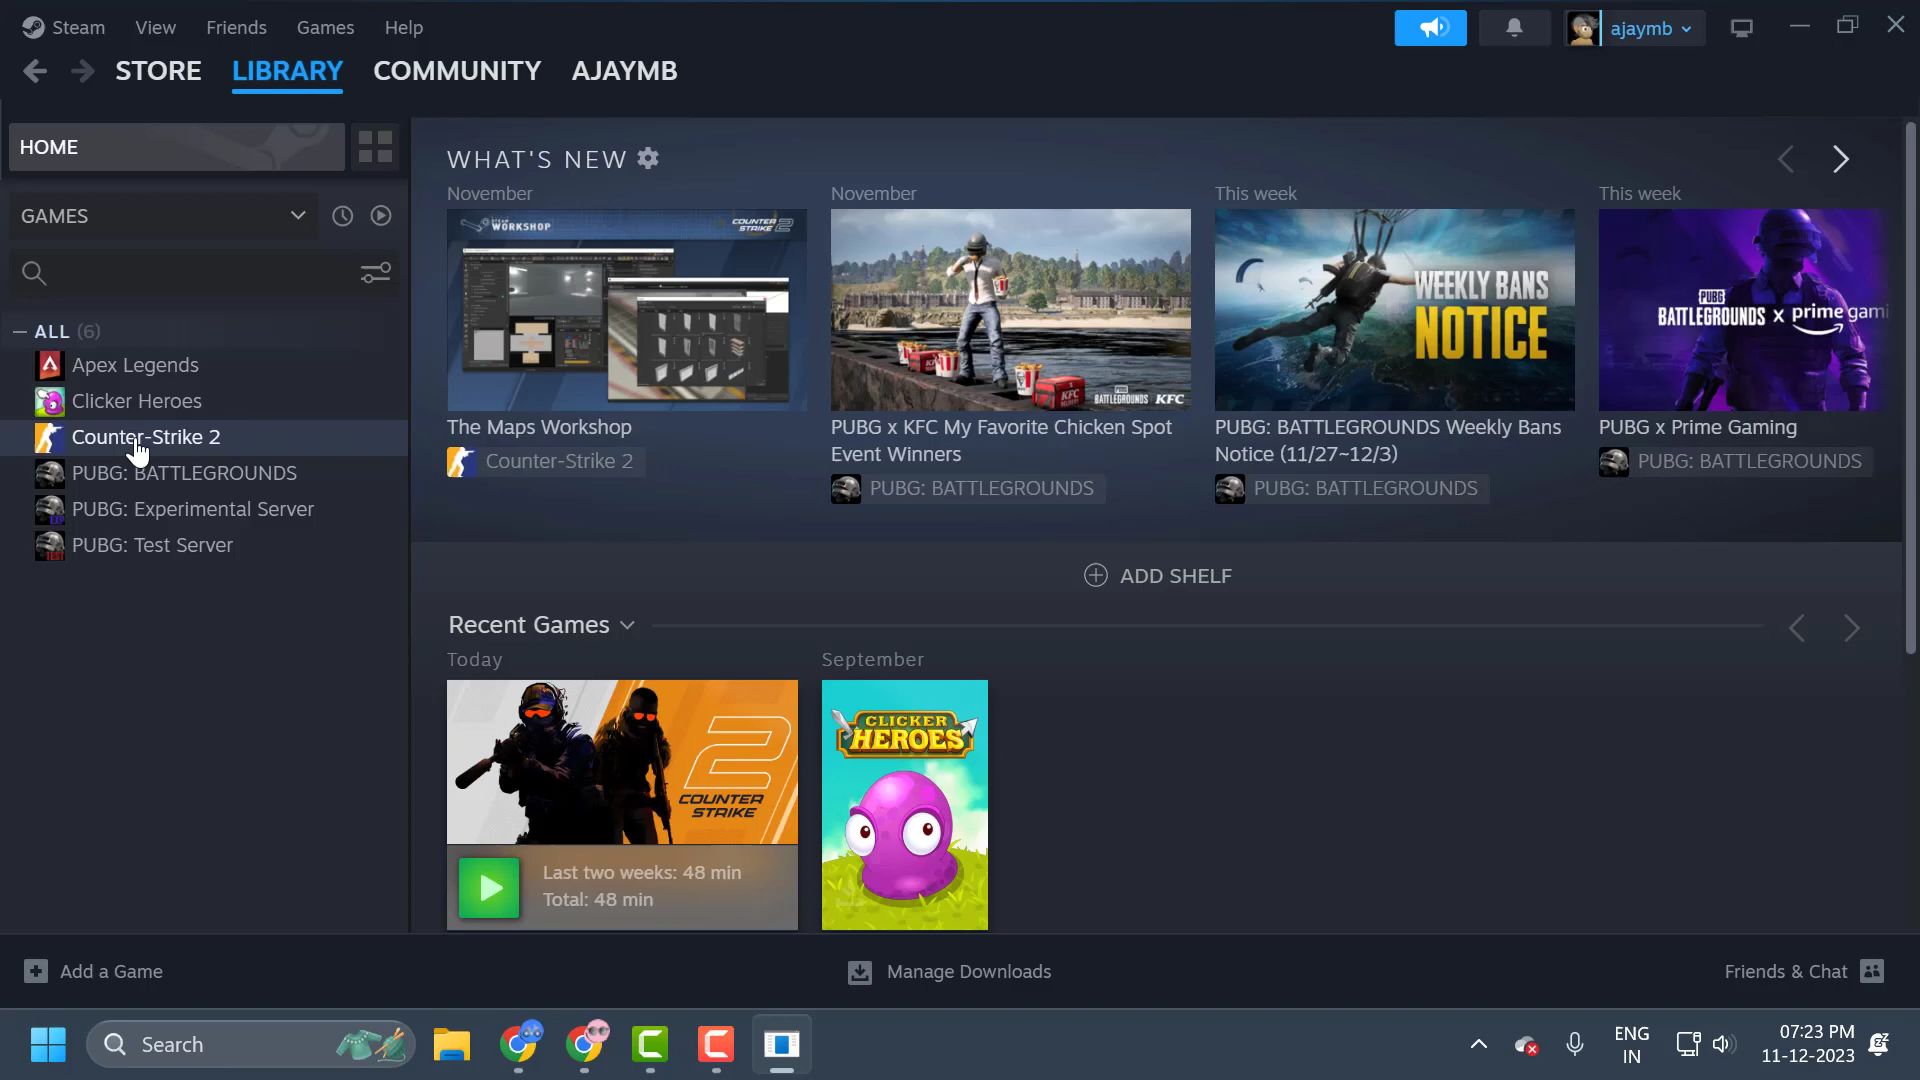 Steam View Friends Games Help ajaymb
STORE LIBRARY COMMUNITY AJAYMB
HOME
GAMES
ALL (6)
Apex Legends
Clicker Heroes
Counter-Strike 2
PUBG: BATTLEGROUNDS
PUBG: Experimental Server
PUBG: Test Server
WHAT'S NEW
November
WORKSHOP
COUNTER
STRIKE 2
The Maps Workshop
Counter-Strike 2
November
BATTLEGROUNDS KFC
PUBG x KFC My Favorite Chicken Spot
Event Winners
PUBG: BATTLEGROUNDS
This week
WEEKLY BANS
NOTICE
PUBG: BATTLEGROUNDS Weekly Bans
Notice (11/27~12/3)
PUBG: BATTLEGROUNDS
This week
PUBG
BATTLEGROUNDS x prime gami
PUBG x Prime Gaming
PUBG: BATTLEGROUNDS
ADD SHELF
Recent Games
Today
2
COUNTER
STRIKE
Last two weeks: 48 min
Total: 48 min
September
CLICKER
HEROES
Add a Game
Manage Downloads
Friends & Chat
Search
ENG
IN
07:23 PM
11-12-2023